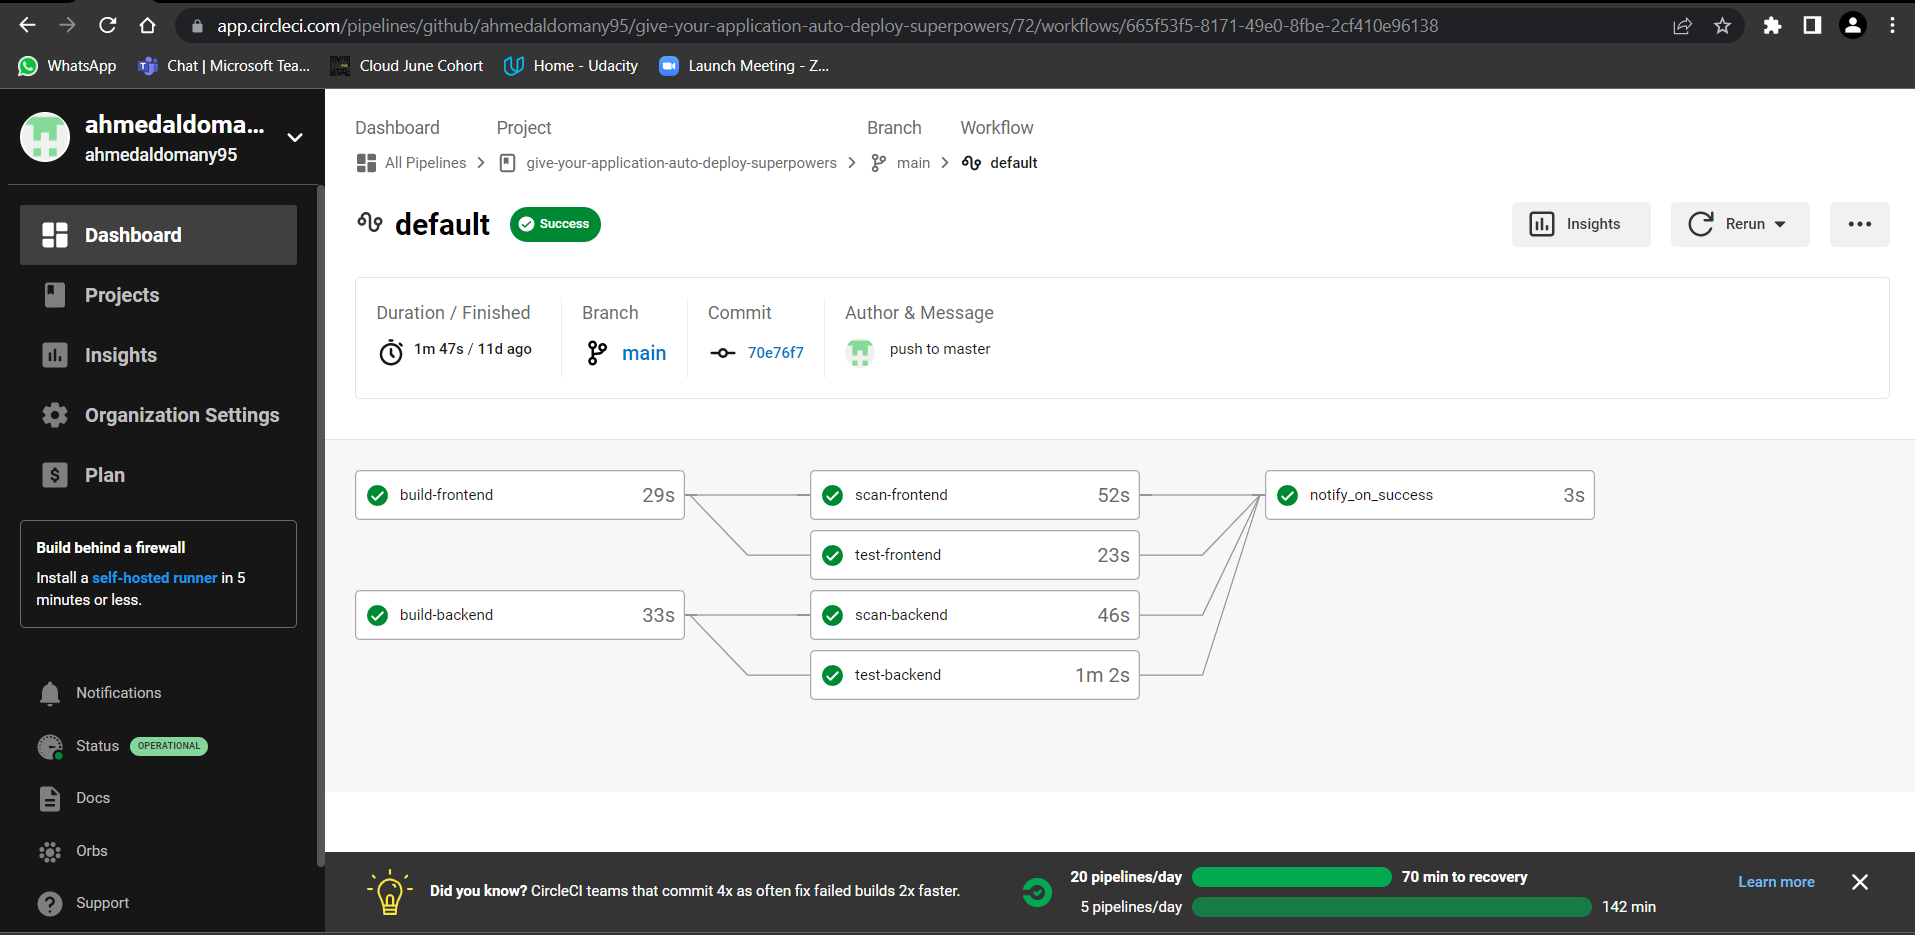 app.circleci.com/pipelines/github/ahmedaldomany95/give-your-application-auto-deploy-superpowers/72/workflows/665f53f5-8171-49e0-8fbe-2cf410e96138
WhatsApp Chat | Microsoft Tea... Cloud June Cohort Home - Udacity Launch Meeting - Z...
ahmedaldoma...
ahmedaldomany95
Dashboard
Projects
Insights
Organization Settings
Plan
Build behind a firewall
Install a self-hosted runner in 5
minutes or less.
Notifications
Status OPERATIONAL
Docs
Orbs
Support
Dashboard Project Branch Workflow
All Pipelines give-your-application-auto-deploy-superpowers main default
default Success
Insights Rerun
Duration / Finished Branch Commit Author & Message
1m 47s / 11d ago main 70e76f7 push to master
build-frontend 29s scan-frontend 52s notify_on_success 3s
test-frontend 23s
build-backend 33s scan-backend 46s
test-backend 1m 2s
Did you know? CircleCI teams that commit 4x as often fix failed builds 2x faster.
20 pipelines/day 70 min to recovery
5 pipelines/day 142 min
Learn more